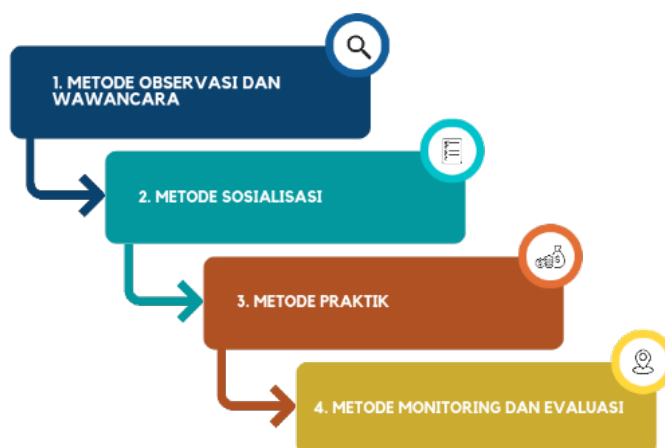 1. METODE OBSERVASI DAN
WAWANCARA
2. METODE SOSIALISASI
3. METODE PRAKTIK
4. METODE MONITORING DAN EVALUASI